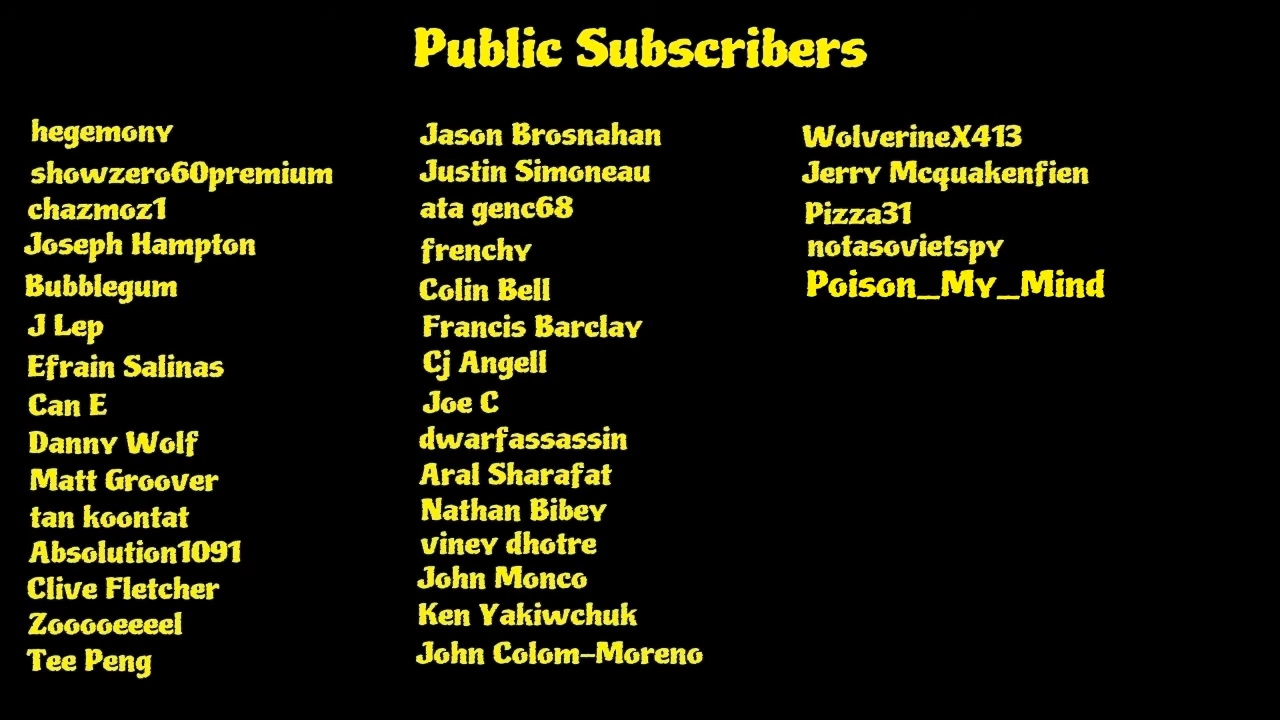 Public Subscribers
hegemony
showzero60premium
chazmoz1
Joseph Hampton
Bubblegum
J Lep
Efrain Salinas
Can E
Danny Wolf
Matt Groover
tan koontat
Absolution1091
Clive Fletcher
Zooooeeeel
Tee Peng
Jason Brosnahan
Justin Simoneau
ata genc68
frenchy
Colin Bell
Francis Barclay
Cj Angell
Joe C
dwarfassassin
Aral Sharafat
Nathan Bibey
viney dhotre
John Monco
Ken Yakiwchuk
John Colom-Moreno
WolverineX413
Jerry Mcquakenfien
Pizza31
notasovietspy
Poison_My_Mind